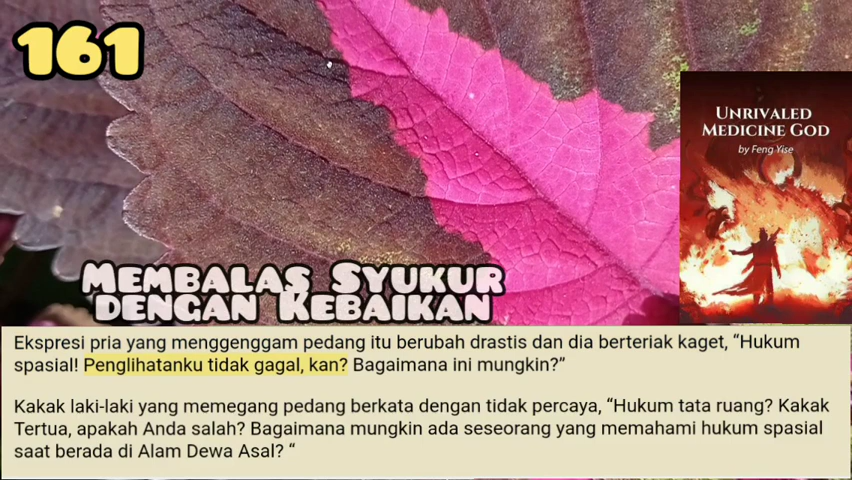 161
UNRIVALED
MEDICINE GOD
by Feng Yise
MEMBALAS SYUKUR
DENGAN KEBAIKAN
Ekspresi pria yang menggenggam pedang itu berubah drastis dan dia berteriak kaget, “Hukum
spasial! Penglihatanku tidak gagal, kan? Bagaimana ini mungkin?”
Kakak laki-laki yang memegang pedang berkata dengan tidak percaya, “Hukum tata ruang? Kakak
Tertua, apakah Anda salah? Bagaimana mungkin ada seseorang yang memahami hukum spasial
saat berada di Alam Dewa Asal? “